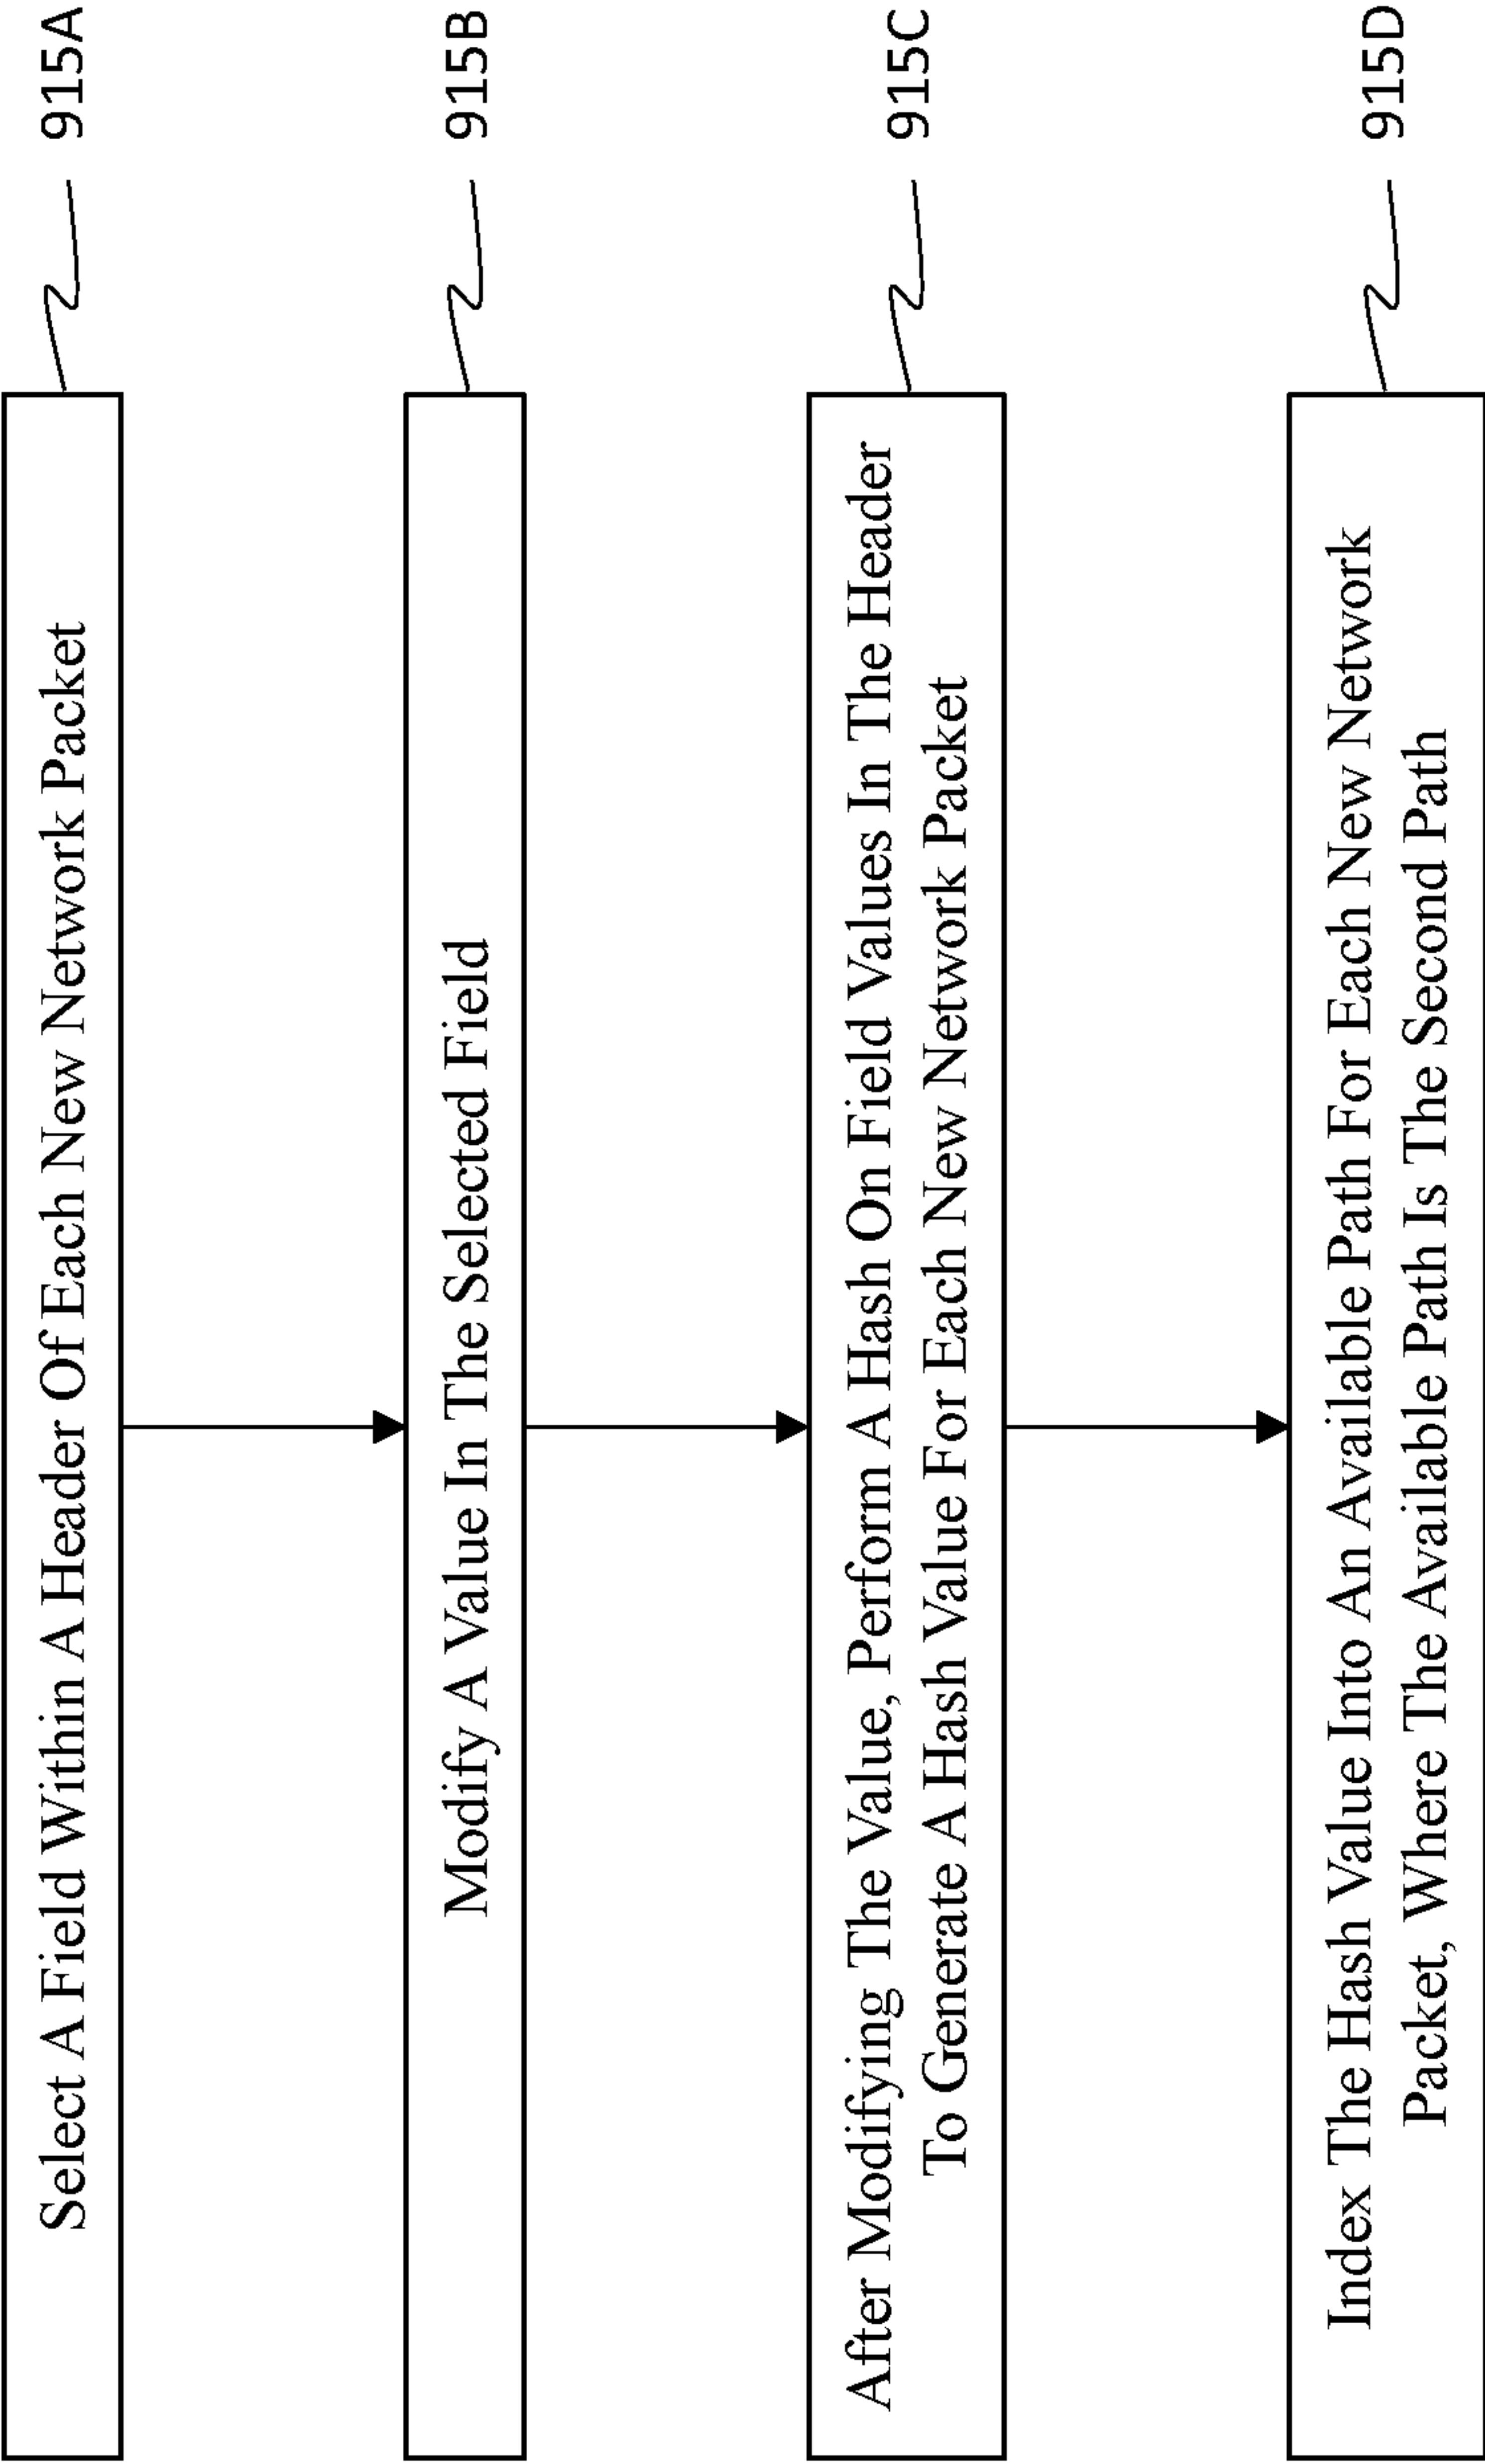 Select A Field Within A Header Of Each New Network Packet
915A
Modify A Value In The Selected Field
915B
After Modifying The Value, Perform A Hash On Field Values In The Header
To Generate A Hash Value For Each New Network Packet
915C
Index The Hash Value Into An Available Path For Each New Network
Packet, Where The Available Path Is The Second Path
915D